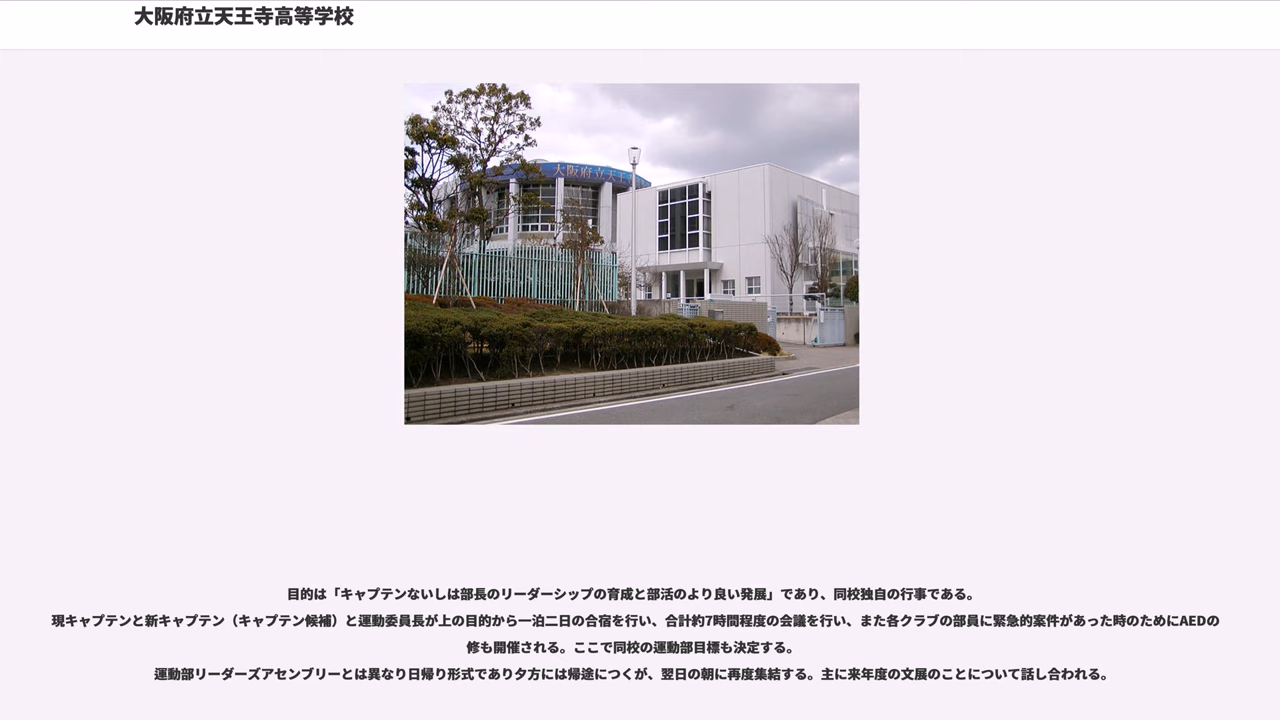 大阪府立天王寺高等学校
大阪府立天王
目的は「キャプテンないしは部長のリーダーシップの育成と部活のより良い発展」であり、同校独自の行事である。
現キャプテンと新キャプテン（キャプテン候補）と運動委員長が上の目的から一泊二日の合宿を行い、合計約7時間程度の会議を行い、また各クラブの部員に緊急的案件があった時のためにAEDの
修も開催される。ここで同校の運動部目標も決定する。
運動部リーダーズアセンブリーとは異なり日帰り形式であり夕方には帰途につくが、翌日の朝に再度集結する。主に来年度の文展のことについて話し合われる。